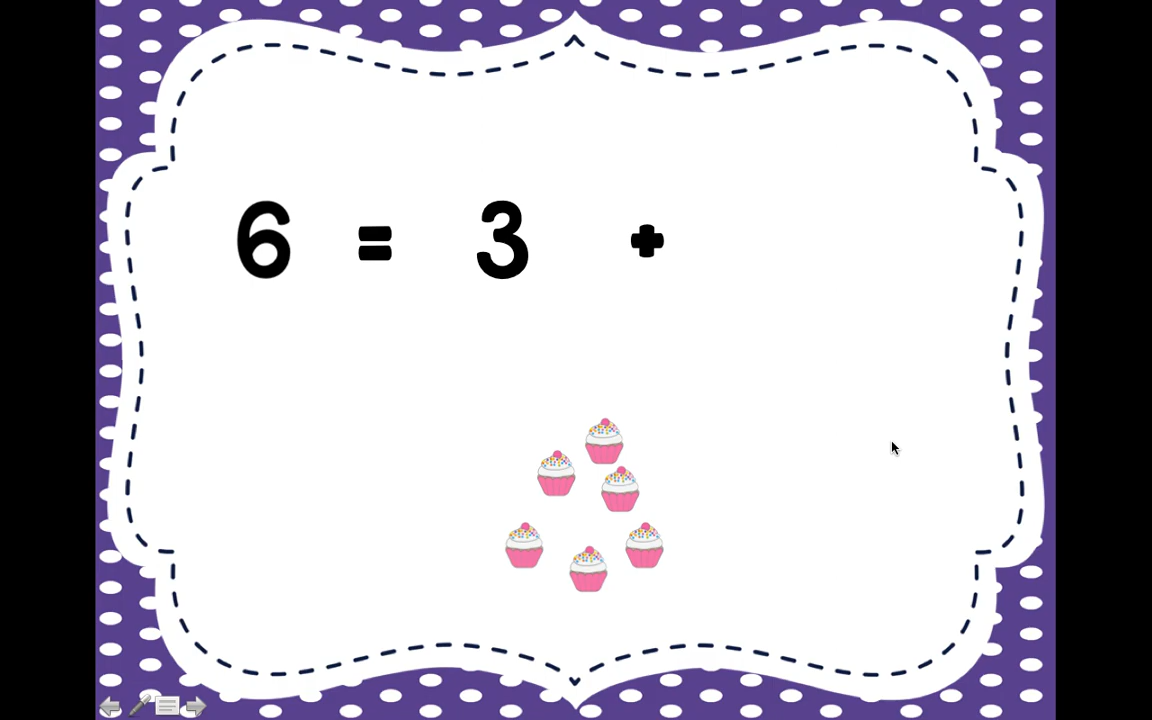 6 = 3 +